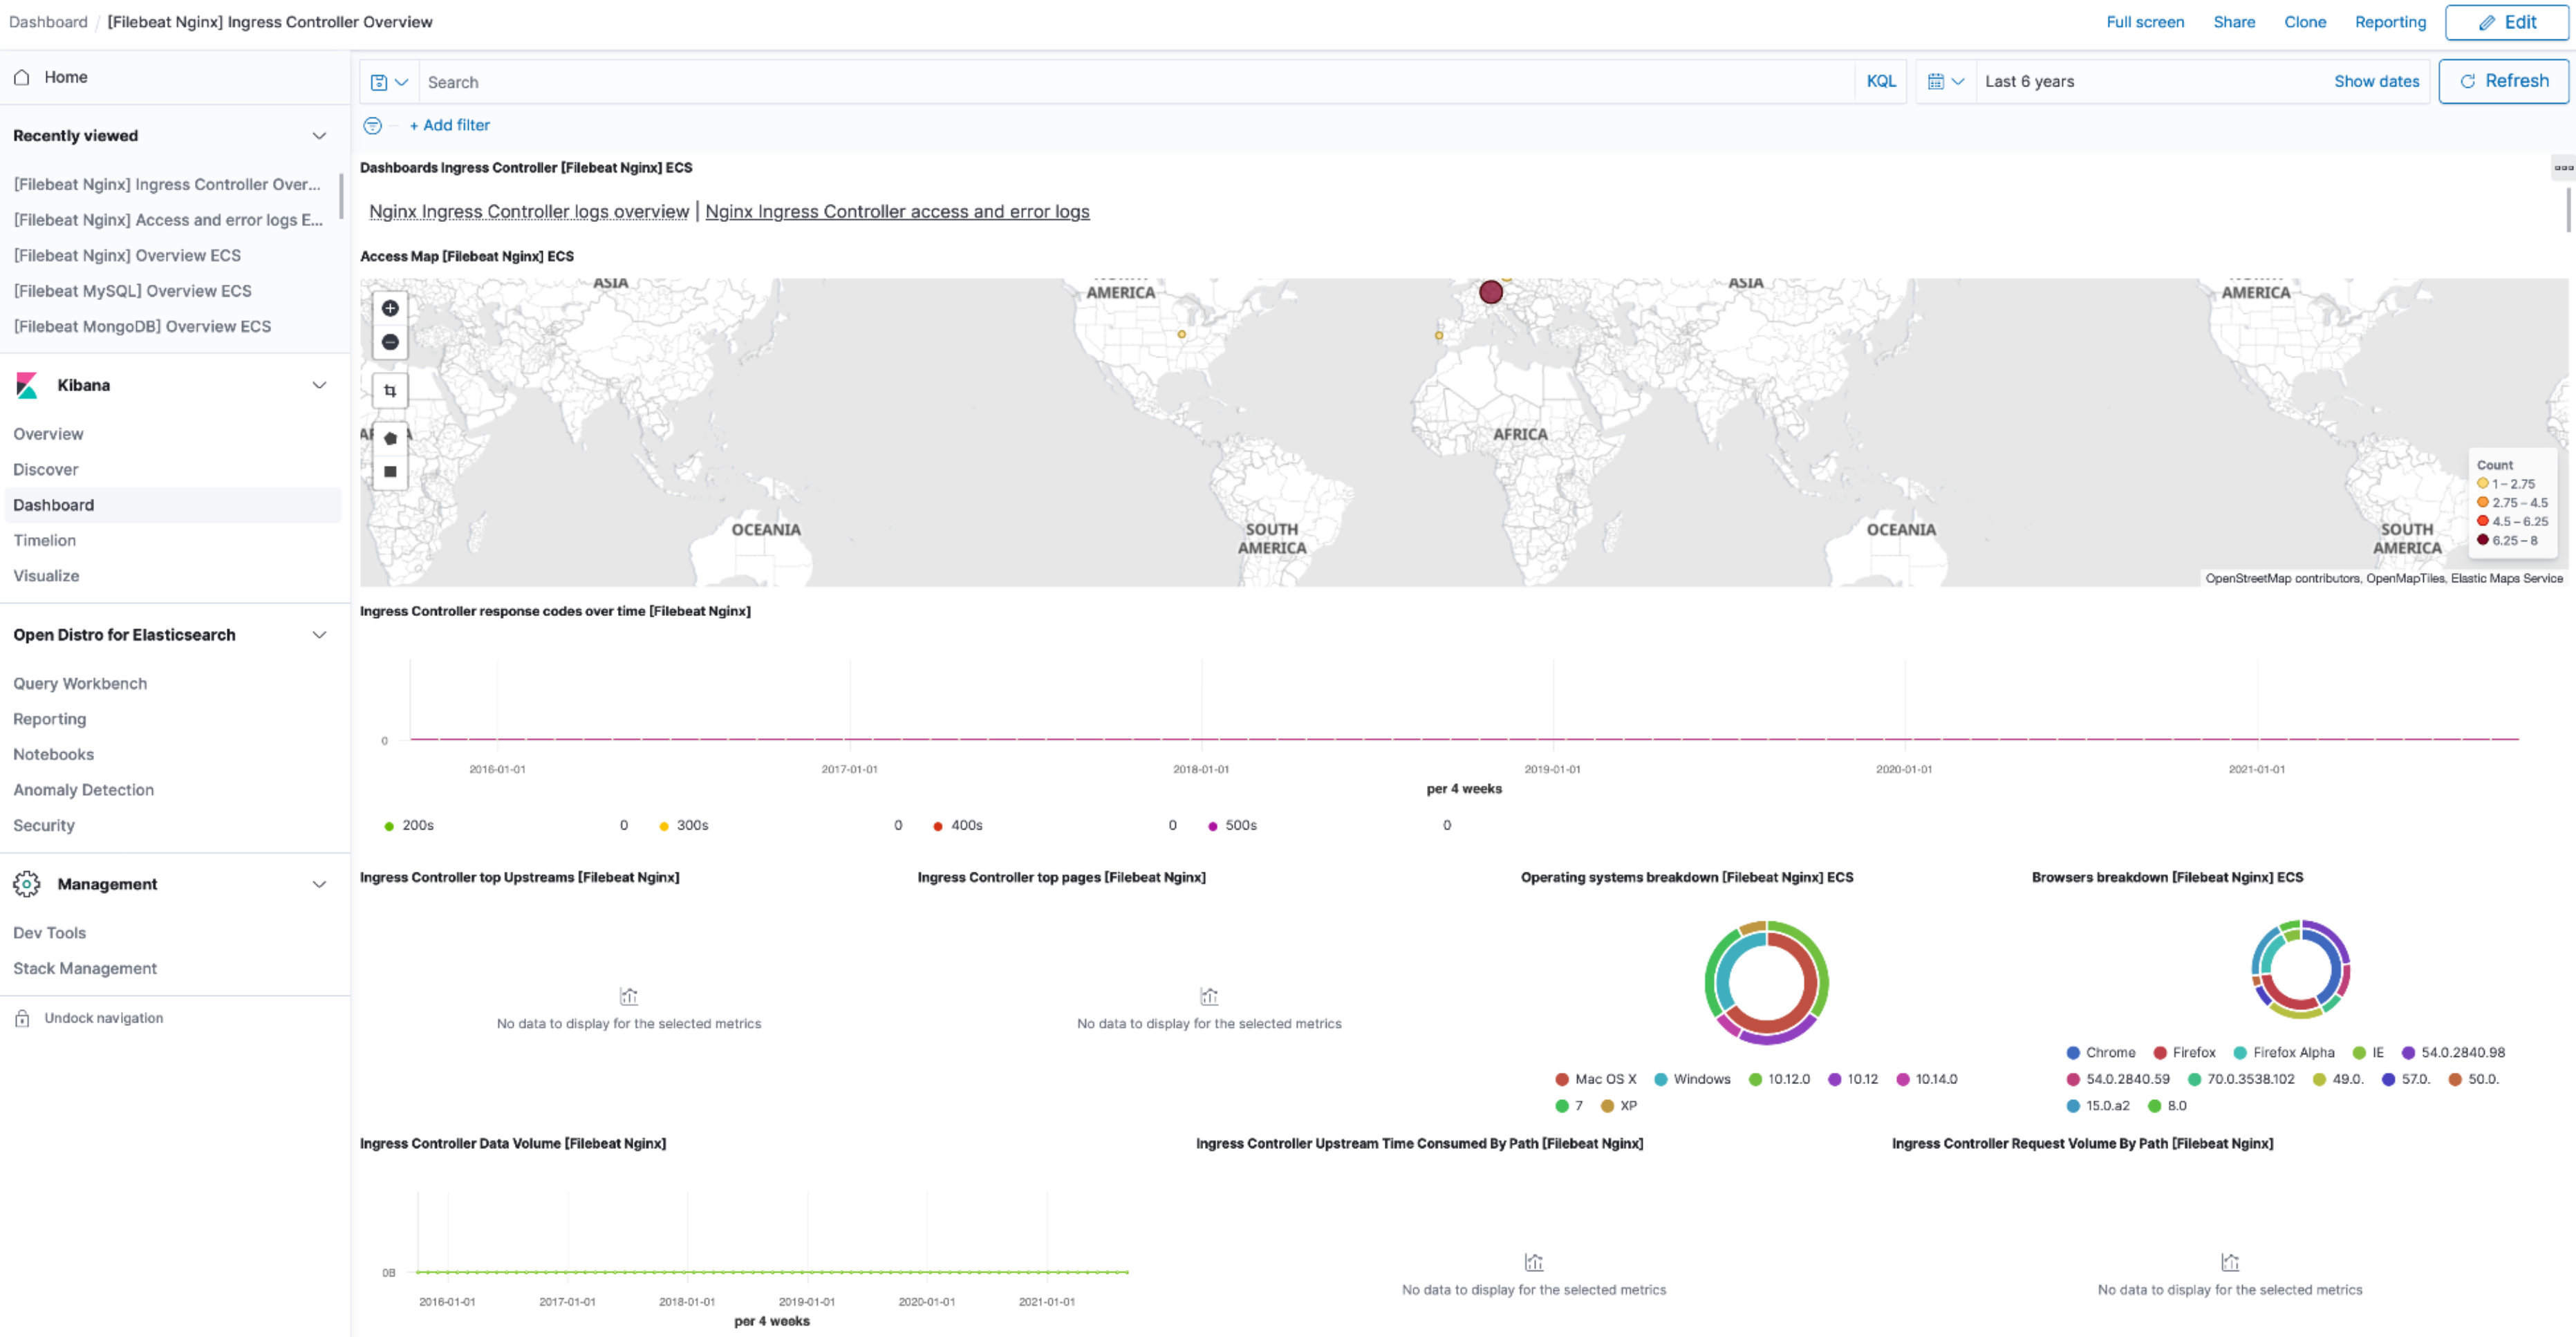 Dashboard / [Filebeat Nginx] Ingress Controller Overview
Full screen Share Clone Reporting Edit
Home
Recently viewed
[Filebeat Nginx] Ingress Controller Over...
[Filebeat Nginx] Access and error logs E...
[Filebeat Nginx] Overview ECS
[Filebeat MySQL] Overview ECS
[Filebeat MongoDB] Overview ECS
Kibana
Overview
Discover
Dashboard
Timelion
Visualize
Open Distro for Elasticsearch
Query Workbench
Reporting
Notebooks
Anomaly Detection
Security
Management
Dev Tools
Stack Management
Undock navigation
Search KQL Last 6 years Show dates Refresh
+ Add filter
Dashboards Ingress Controller [Filebeat Nginx] ECS
Nginx Ingress Controller logs overview | Nginx Ingress Controller access and error logs
Access Map [Filebeat Nginx] ECS
ASIA AMERICA ASIA AMERICA
AFRICA
OCEANIA SOUTH AMERICA OCEANIA SOUTH AMERICA
Count
1 – 2.75
2.75 – 4.5
4.5 – 6.25
6.25 – 8
OpenStreetMap contributors, OpenMapTiles, Elastic Maps Service
Ingress Controller response codes over time [Filebeat Nginx]
0
2016-01-01 2017-01-01 2018-01-01 2019-01-01 2020-01-01 2021-01-01
per 4 weeks
200s 0 300s 0 400s 0 500s 0
Ingress Controller top Upstreams [Filebeat Nginx]
No data to display for the selected metrics
Ingress Controller top pages [Filebeat Nginx]
No data to display for the selected metrics
Operating systems breakdown [Filebeat Nginx] ECS
Mac OS X Windows 10.12.0 10.12 10.14.0
7 XP
Browsers breakdown [Filebeat Nginx] ECS
Chrome Firefox Firefox Alpha IE 54.0.2840.98
54.0.2840.59 70.0.3538.102 49.0. 57.0. 50.0.
15.0.a2 8.0
Ingress Controller Data Volume [Filebeat Nginx]
0B
2016-01-01 2017-01-01 2018-01-01 2019-01-01 2020-01-01 2021-01-01
per 4 weeks
Ingress Controller Upstream Time Consumed By Path [Filebeat Nginx]
No data to display for the selected metrics
Ingress Controller Request Volume By Path [Filebeat Nginx]
No data to display for the selected metrics